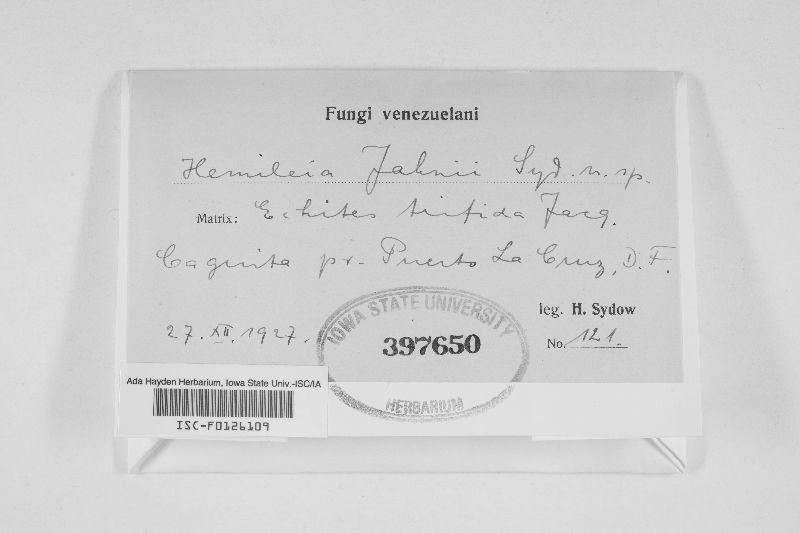 Fungi venezuelani
Hemileia Jahnii Syd. n. sp.
Matrix: Echites trifida Jacq.
Caguita pr. Puerto La Cruz, D. F.
27. XII. 1927.
leg. H. Sydow
No. 121.
IOWA STATE UNIVERSITY
397650
HERBARIUM
Ada Hayden Herbarium, Iowa State Univ.-ISC/IA
ISC-F0126109